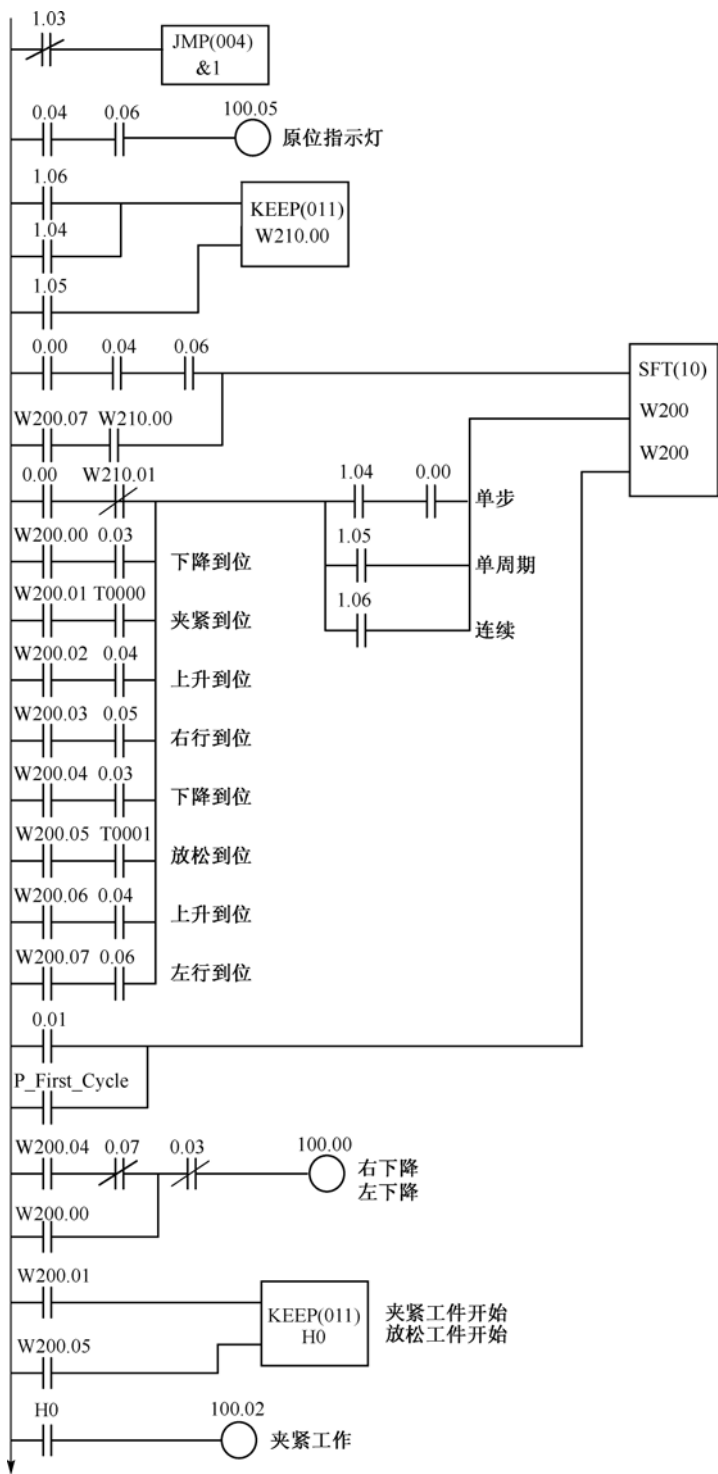 1.03
JMP(004)
&1
0.04 0.06 100.05
原位指示灯
1.06
KEEP(011)
W210.00
1.04
1.05
0.00 0.04 0.06
SFT(10)
W200
W200
W200.07 W210.00
0.00 W210.01
1.04 0.00
单步
W200.00 0.03
下降到位
1.05
单周期
W200.01 T0000
夹紧到位
1.06
连续
W200.02 0.04
上升到位
W200.03 0.05
右行到位
W200.04 0.03
下降到位
W200.05 T0001
放松到位
W200.06 0.04
上升到位
W200.07 0.06
左行到位
0.01
P_First_Cycle
W200.04 0.07 0.03 100.00
右下降
左下降
W200.00
W200.01
KEEP(011)
H0
夹紧工件开始
放松工件开始
W200.05
H0 100.02
夹紧工作